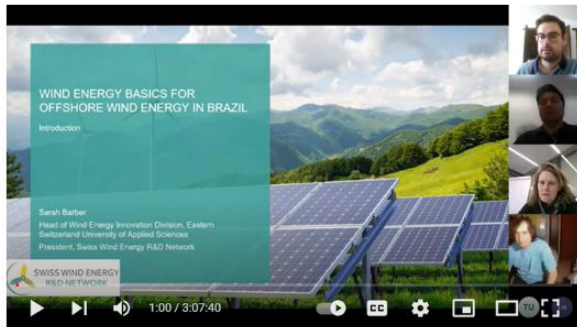 WIND ENERGY BASICS FOR
OFFSHORE WIND ENERGY IN BRAZIL
Introduction
Sarah Barber
Head of Wind Energy Innovation Division, Eastern
Switzerland University of Applied Sciences
President, Swiss Wind Energy R&D Network
SWISS WIND ENERGY
R&D NETWORK
1:00 / 3:07:40
CC
TU